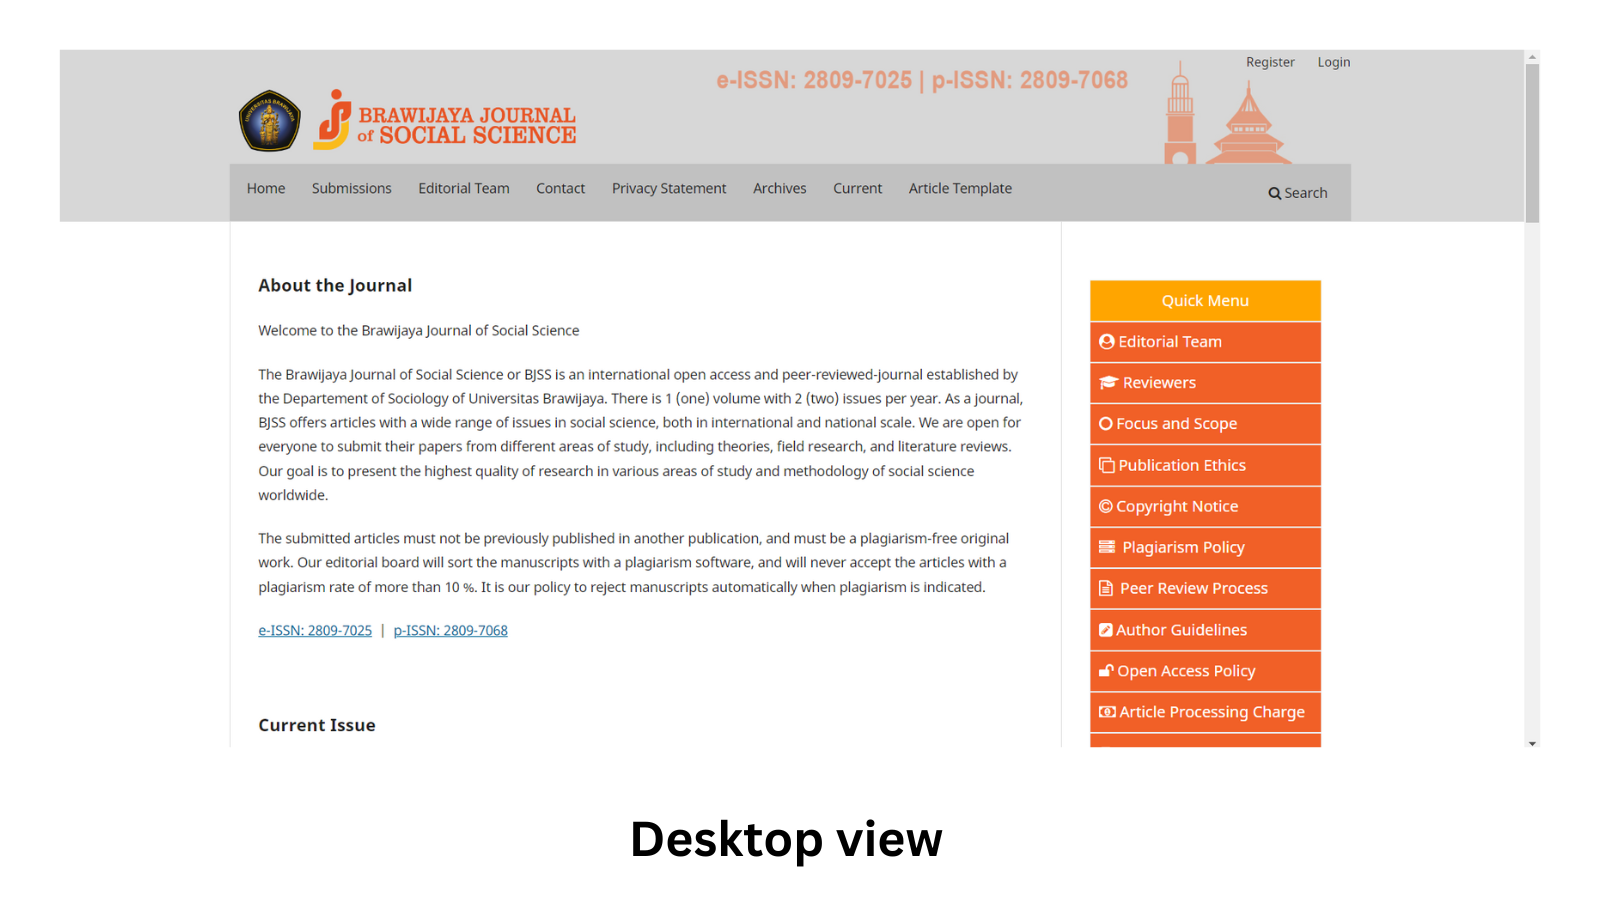 Register Login
e-ISSN: 2809-7025 | p-ISSN: 2809-7068
UNIVERSITAS BRAWIJAYA
BRAWIJAYA JOURNAL
of SOCIAL SCIENCE
Home Submissions Editorial Team Contact Privacy Statement Archives Current Article Template Search
About the Journal
Welcome to the Brawijaya Journal of Social Science
The Brawijaya Journal of Social Science or BJSS is an international open access and peer-reviewed-journal established by
the Departement of Sociology of Universitas Brawijaya. There is 1 (one) volume with 2 (two) issues per year. As a journal,
BJSS offers articles with a wide range of issues in social science, both in international and national scale. We are open for
everyone to submit their papers from different areas of study, including theories, field research, and literature reviews.
Our goal is to present the highest quality of research in various areas of study and methodology of social science
worldwide.
The submitted articles must not be previously published in another publication, and must be a plagiarism-free original
work. Our editorial board will sort the manuscripts with a plagiarism software, and will never accept the articles with a
plagiarism rate of more than 10 %. It is our policy to reject manuscripts automatically when plagiarism is indicated.
e-ISSN: 2809-7025 | p-ISSN: 2809-7068
Current Issue
Quick Menu
Editorial Team
Reviewers
Focus and Scope
Publication Ethics
Copyright Notice
Plagiarism Policy
Peer Review Process
Author Guidelines
Open Access Policy
Article Processing Charge
Desktop view